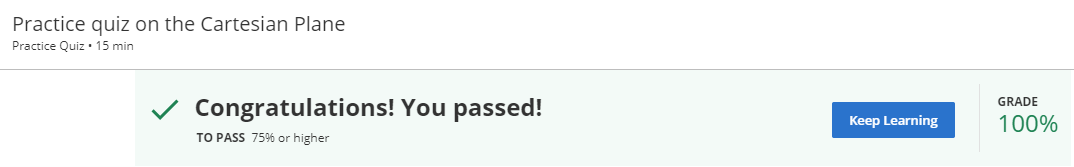 Practice quiz on the Cartesian Plane
Practice Quiz • 15 min
Congratulations! You passed!
TO PASS 75% or higher
Keep Learning
GRADE
100%